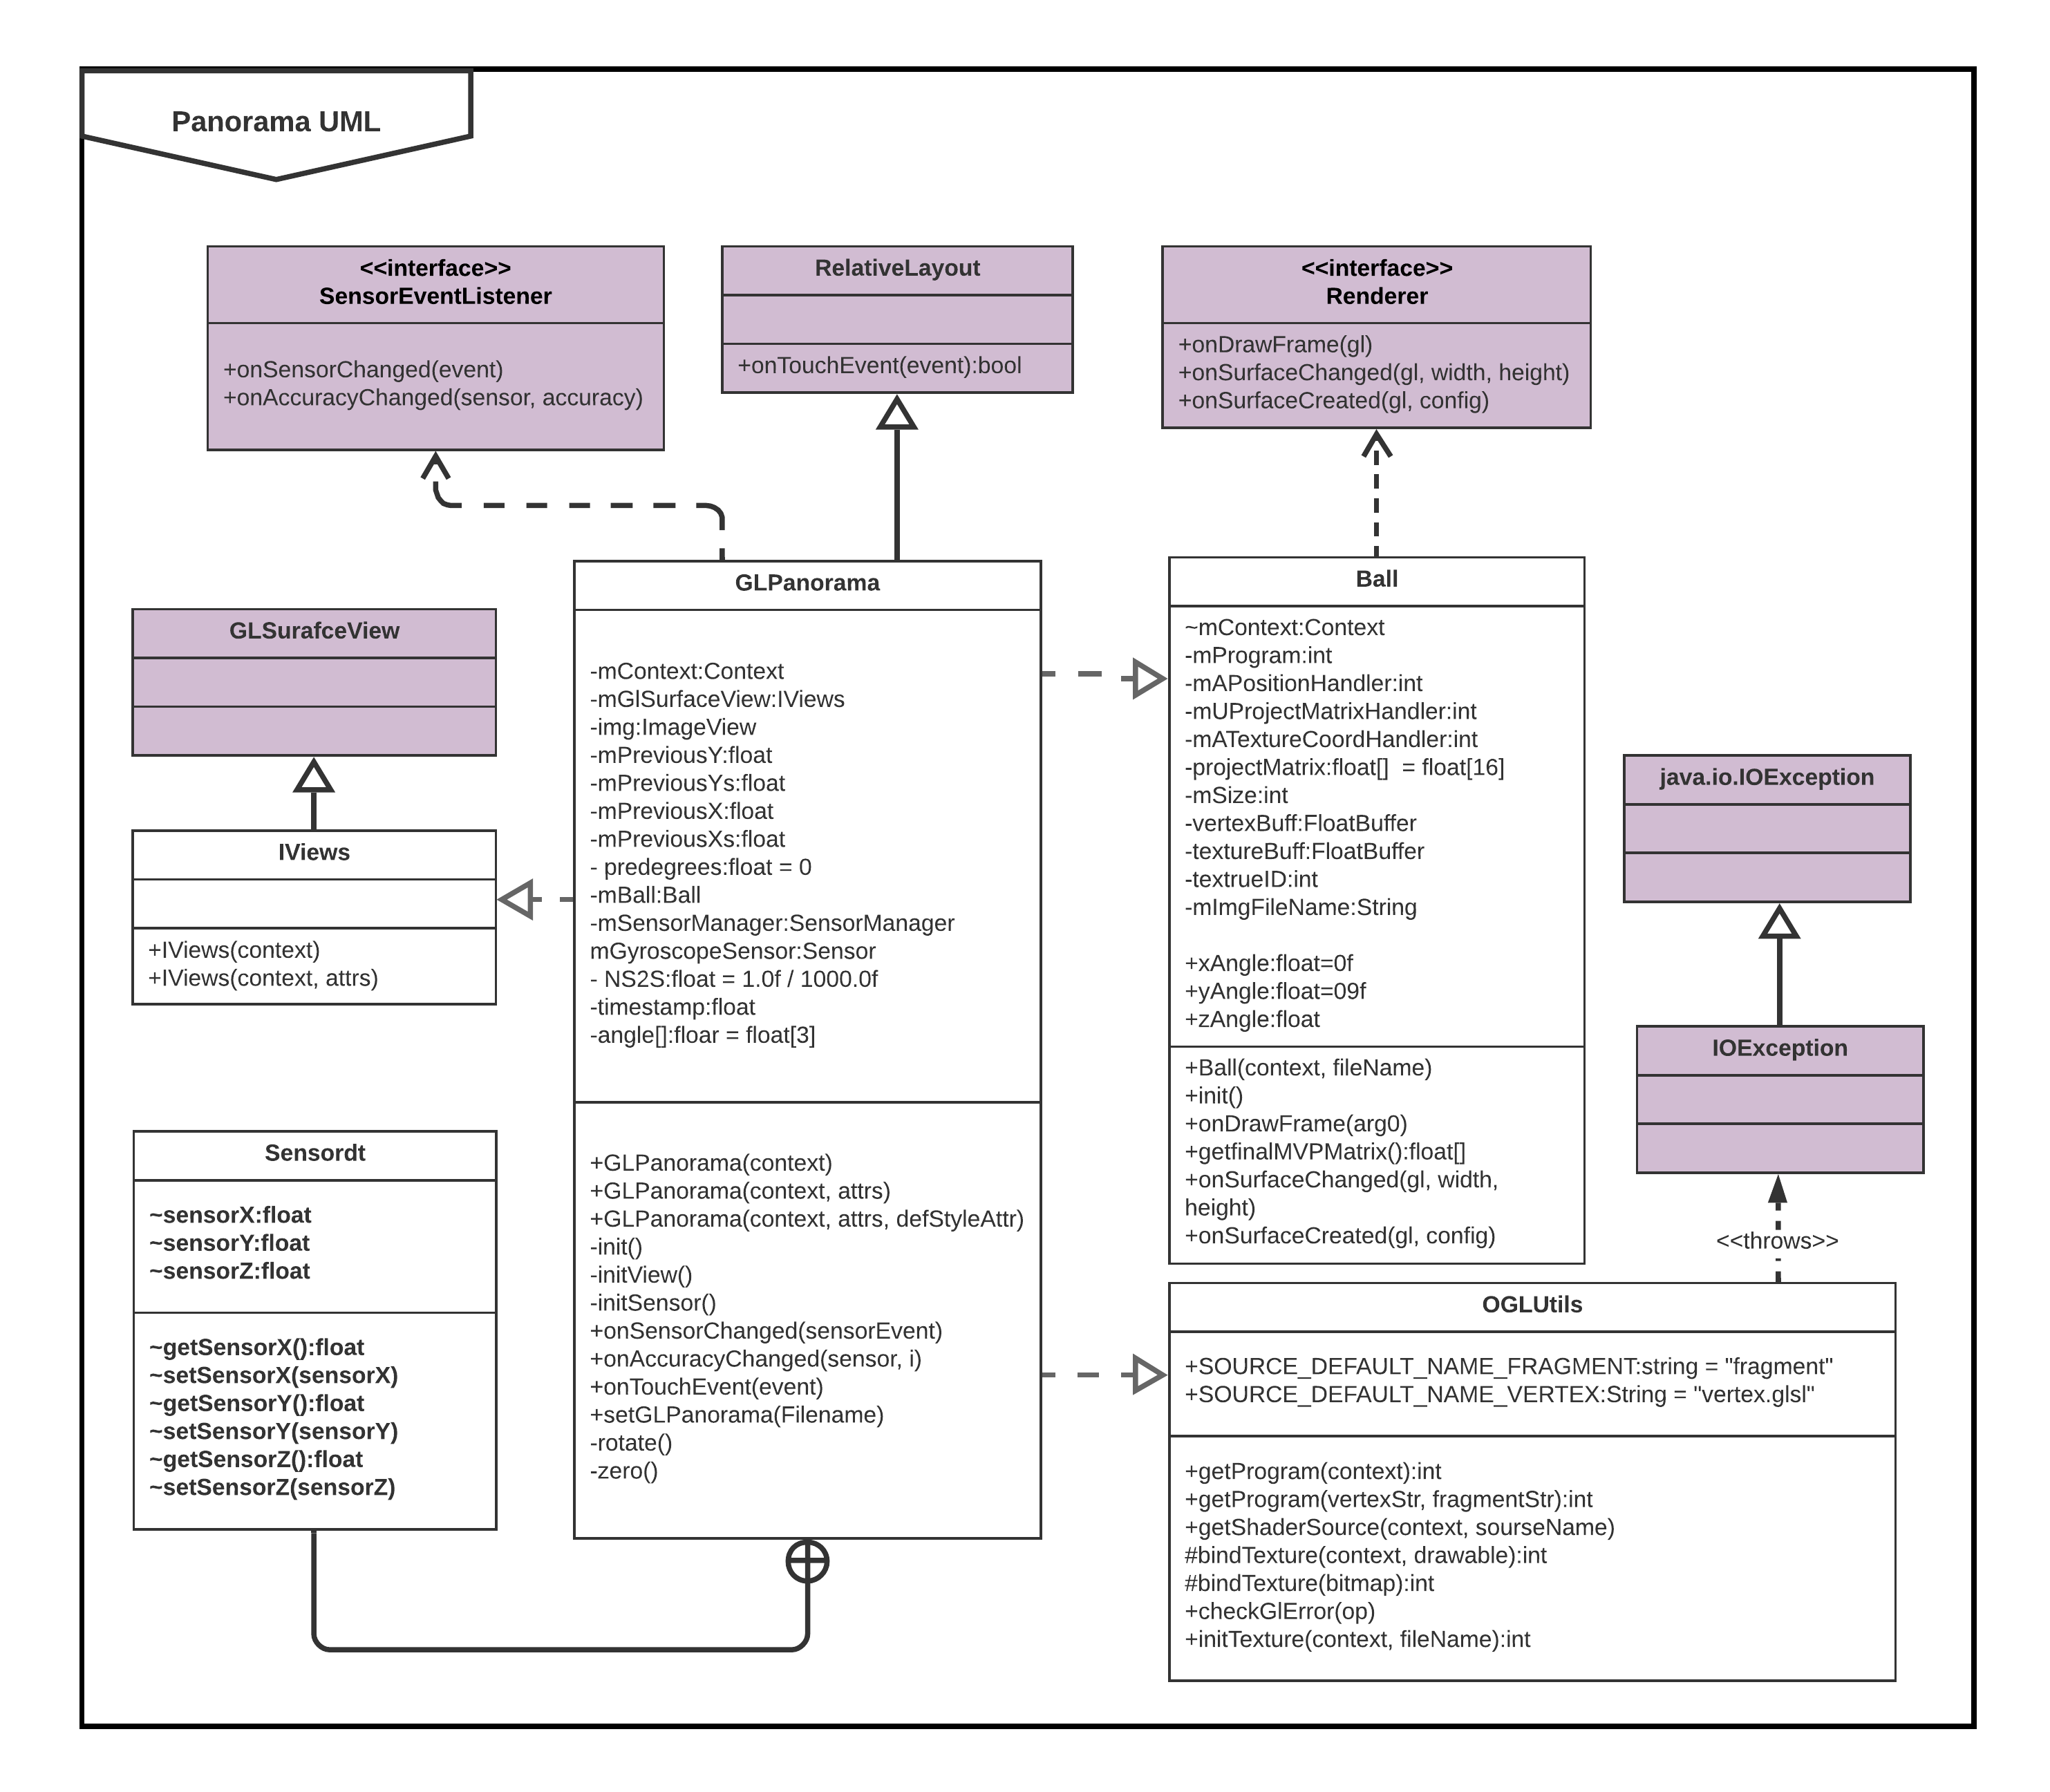 Panorama UML
<<interface>>
SensorEventListener
+onSensorChanged(event)
+onAccuracyChanged(sensor, accuracy)
RelativeLayout
+onTouchEvent(event):bool
<<interface>>
Renderer
+onDrawFrame(gl)
+onSurfaceChanged(gl, width, height)
+onSurfaceCreated(gl, config)
GLSurafceView
IViews
+IViews(context)
+IViews(context, attrs)
Sensordt
~sensorX:float
~sensorY:float
~sensorZ:float
~getSensorX():float
~setSensorX(sensorX)
~getSensorY():float
~setSensorY(sensorY)
~getSensorZ():float
~setSensorZ(sensorZ)
GLPanorama
-mContext:Context
-mGlSurfaceView:IViews
-img:ImageView
-mPreviousY:float
-mPreviousYs:float
-mPreviousX:float
-mPreviousXs:float
- predegrees:float = 0
-mBall:Ball
-mSensorManager:SensorManager
mGyroscopeSensor:Sensor
- NS2S:float = 1.0f / 1000.0f
-timestamp:float
-angle[]:floar = float[3]
+GLPanorama(context)
+GLPanorama(context, attrs)
+GLPanorama(context, attrs, defStyleAttr)
-init()
-initView()
-initSensor()
+onSensorChanged(sensorEvent)
+onAccuracyChanged(sensor, i)
+onTouchEvent(event)
+setGLPanorama(Filename)
-rotate()
-zero()
Ball
~mContext:Context
-mProgram:int
-mAPositionHandler:int
-mUProjectMatrixHandler:int
-mATextureCoordHandler:int
-projectMatrix:float[]  = float[16]
-mSize:int
-vertexBuff:FloatBuffer
-textureBuff:FloatBuffer
-textrueID:int
-mImgFileName:String
+xAngle:float=0f
+yAngle:float=09f
+zAngle:float
+Ball(context, fileName)
+init()
+onDrawFrame(arg0)
+getfinalMVPMatrix():float[]
+onSurfaceChanged(gl, width,
height)
+onSurfaceCreated(gl, config)
java.io.IOException
IOException
<<throws>>
OGLUtils
+SOURCE_DEFAULT_NAME_FRAGMENT:string = "fragment"
+SOURCE_DEFAULT_NAME_VERTEX:String = "vertex.glsl"
+getProgram(context):int
+getProgram(vertexStr, fragmentStr):int
+getShaderSource(context, sourseName)
#bindTexture(context, drawable):int
#bindTexture(bitmap):int
+checkGlError(op)
+initTexture(context, fileName):int